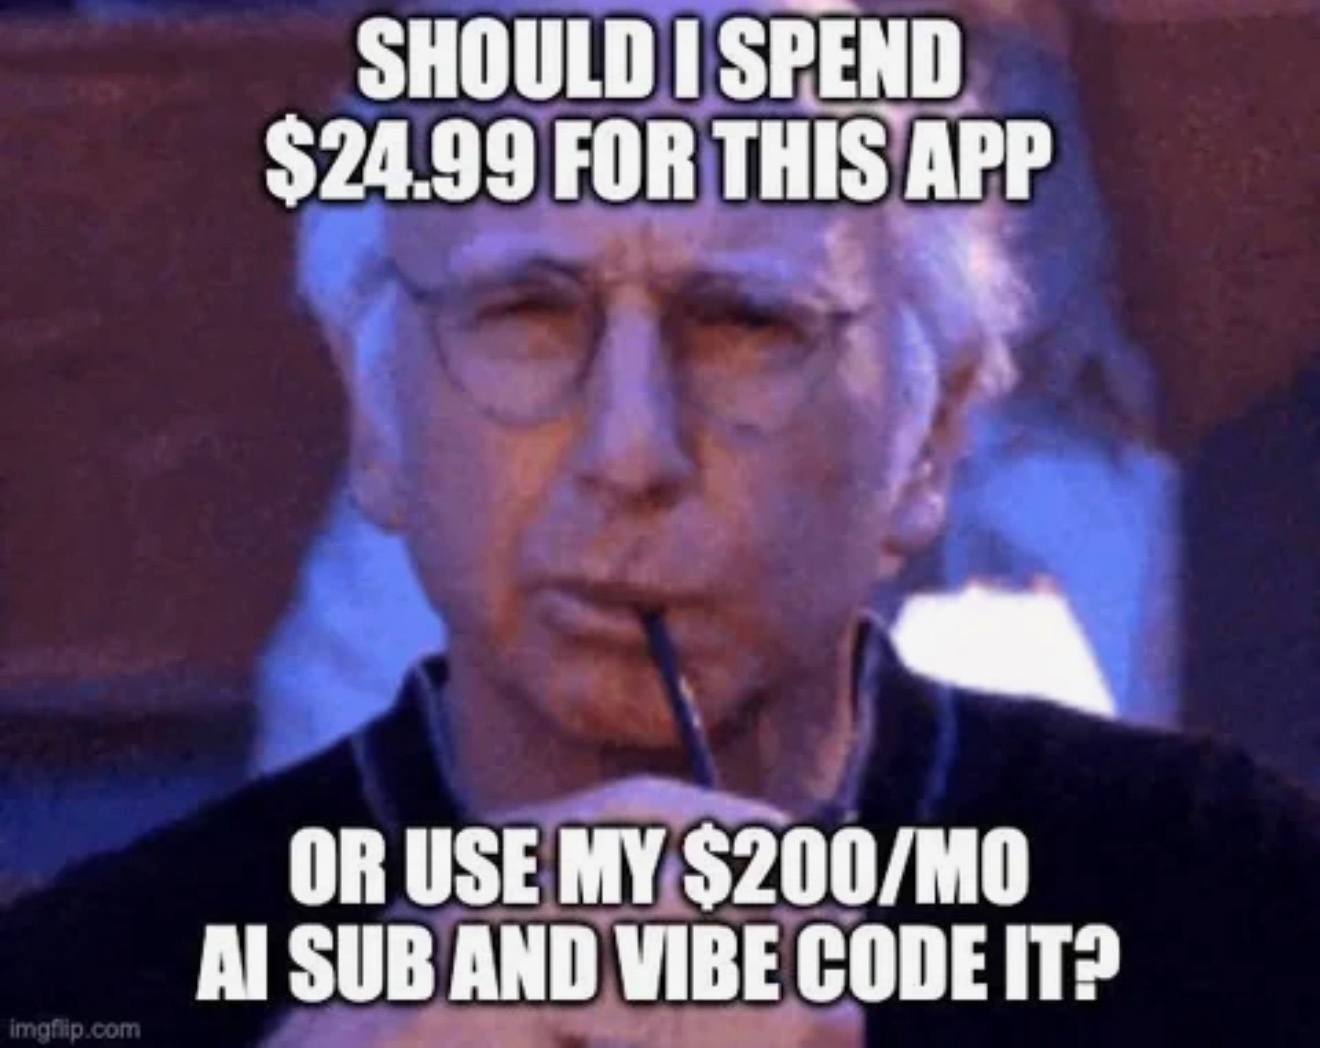 SHOULD I SPEND
$24.99 FOR THIS APP
OR USE MY $200/MO
AI SUB AND VIBE CODE IT?
imgflip.com